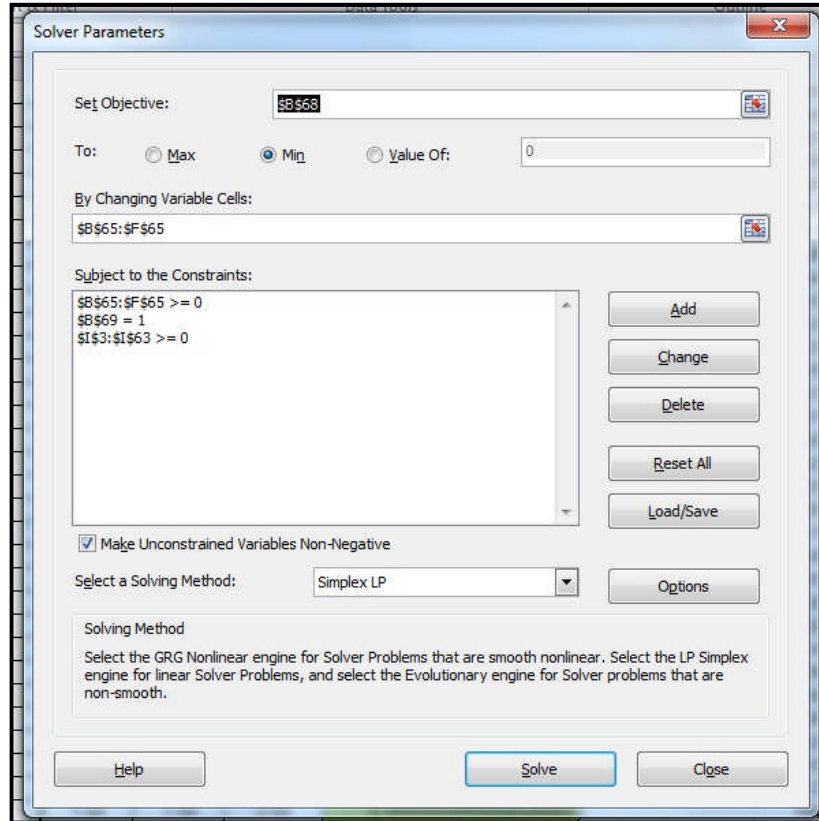 Solver Parameters
Set Objective: $B$68
To: Max Min Value Of: 0
By Changing Variable Cells:
$B$65:$F$65
Subject to the Constraints:
$B$65:$F$65 >= 0
$B$69 = 1
$I$3:$I$63 >= 0
Add
Change
Delete
Reset All
Load/Save
Make Unconstrained Variables Non-Negative
Select a Solving Method: Simplex LP Options
Solving Method
Select the GRG Nonlinear engine for Solver Problems that are smooth nonlinear. Select the LP Simplex
engine for linear Solver Problems, and select the Evolutionary engine for Solver problems that are
non-smooth.
Help Solve Close